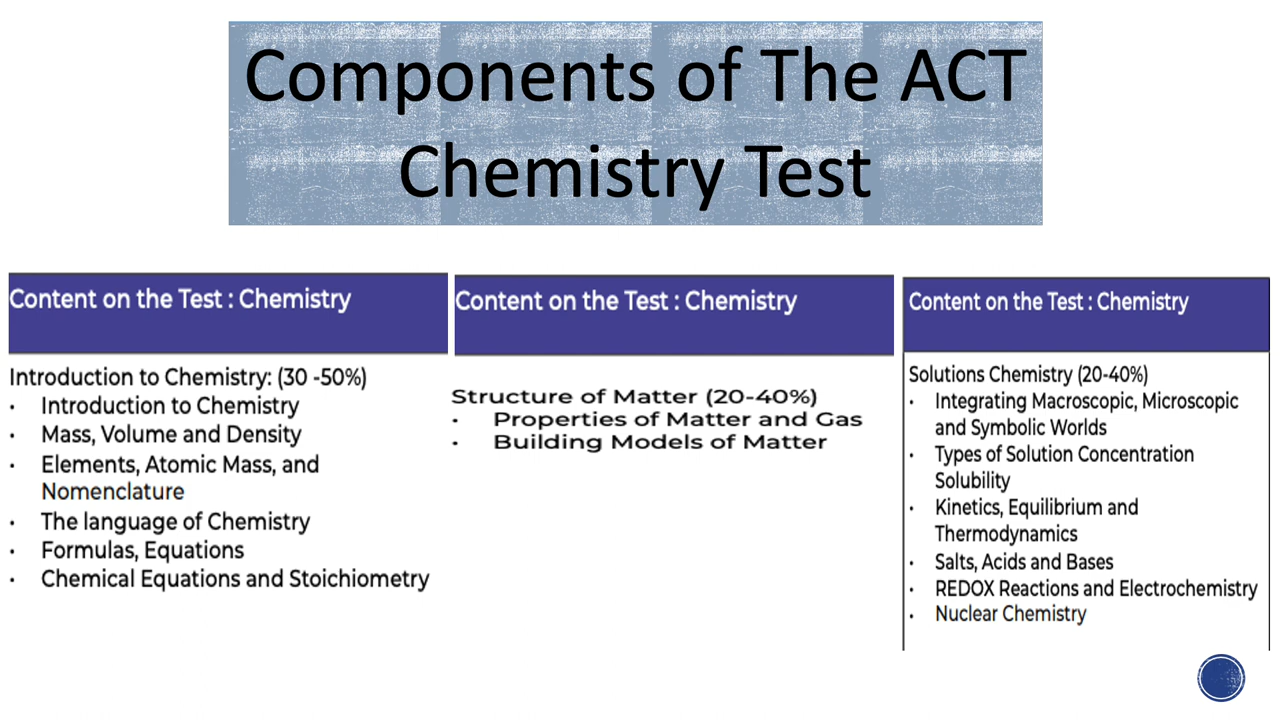 Components of The ACT
Chemistry Test
Content on the Test : Chemistry
Introduction to Chemistry: (30 -50%)
• Introduction to Chemistry
• Mass, Volume and Density
• Elements, Atomic Mass, and
Nomenclature
• The language of Chemistry
• Formulas, Equations
• Chemical Equations and Stoichiometry
Content on the Test : Chemistry
Structure of Matter (20-40%)
• Properties of Matter and Gas
• Building Models of Matter
Content on the Test : Chemistry
Solutions Chemistry (20-40%)
• Integrating Macroscopic, Microscopic
and Symbolic Worlds
• Types of Solution Concentration
Solubility
• Kinetics, Equilibrium and
Thermodynamics
• Salts, Acids and Bases
• REDOX Reactions and Electrochemistry
• Nuclear Chemistry